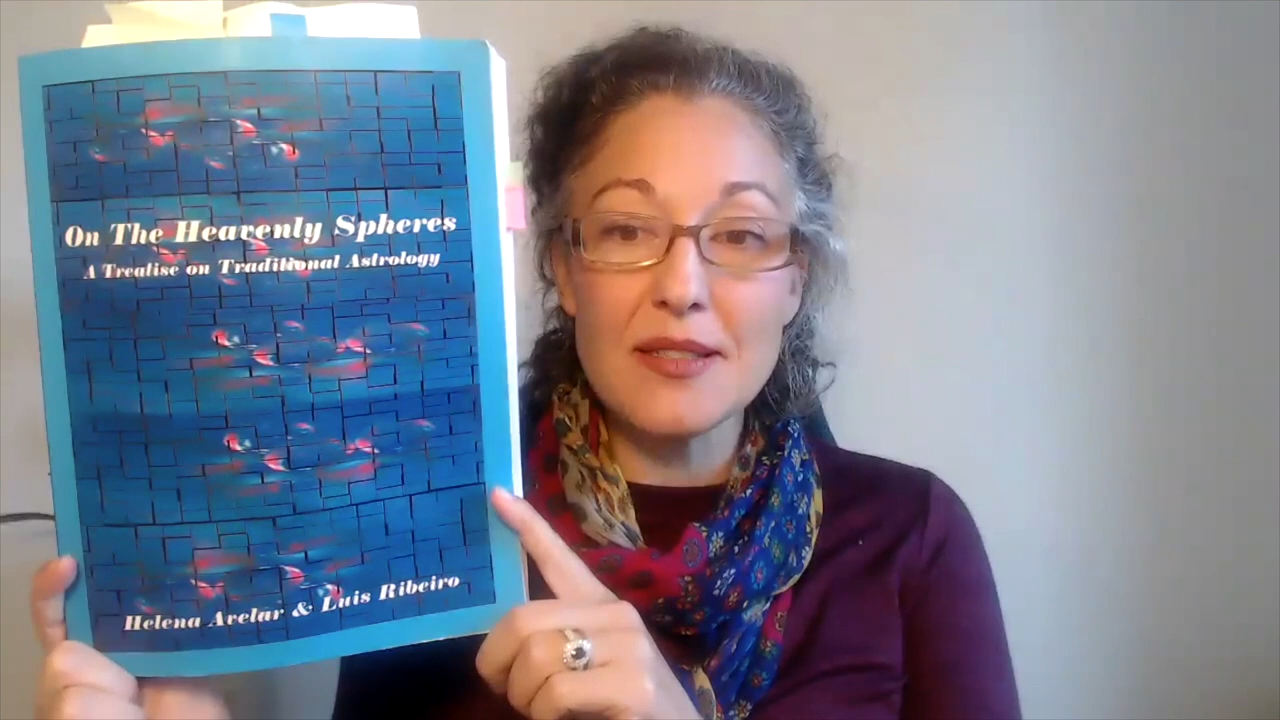 On The Heavenly Spheres
A Treatise on Traditional Astrology
Helena Avelar & Luis Ribeiro